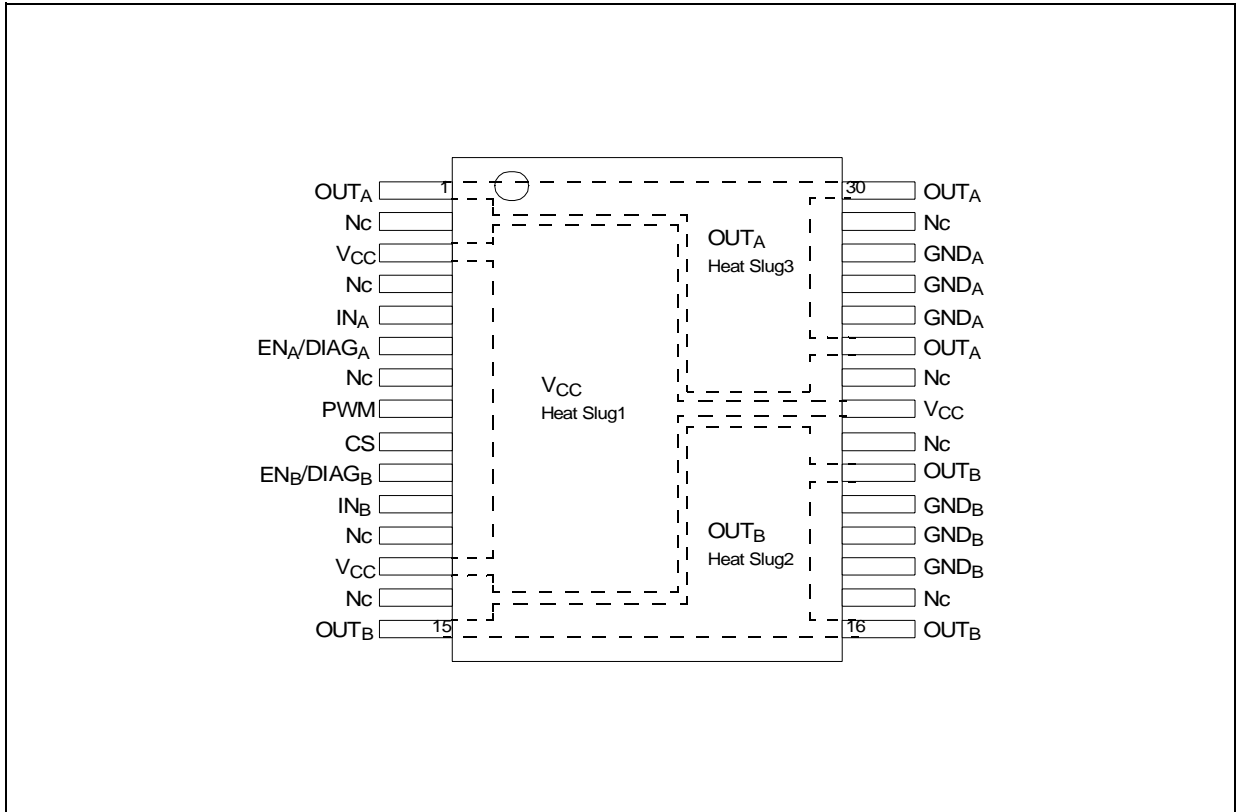 OUTA 1
Nc
VCC
Nc
INA
ENA/DIAGA
Nc
PWM
CS
ENB/DIAGB
INB
Nc
VCC
Nc
OUTB 15
VCC
Heat Slug1
OUTA
Heat Slug3
OUTB
Heat Slug2
30 OUTA
Nc
GNDA
GNDA
GNDA
OUTA
Nc
VCC
Nc
OUTB
GNDB
GNDB
GNDB
Nc
16 OUTB